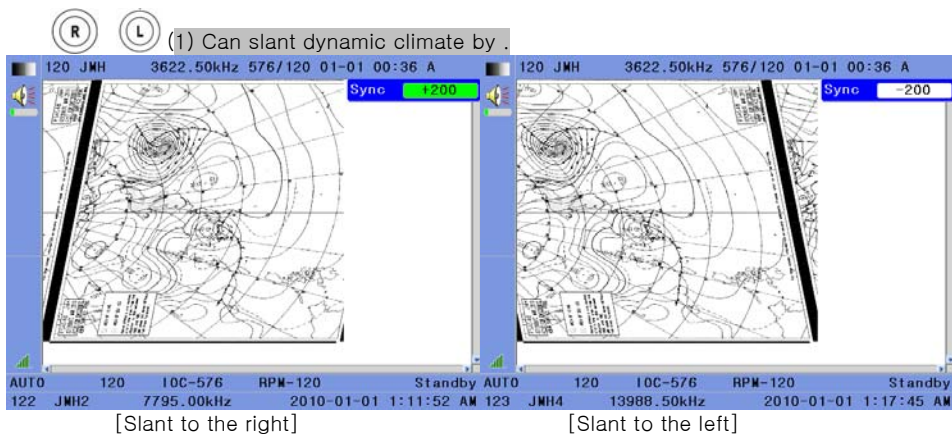 R L (1) Can slant dynamic climate by .
120 JMH 3622.50kHz 576/120 01-01 00:36 A
Sync +200
AUTO 120 IOC-576 RPM-120 Standby
122 JMH2 7795.00kHz 2010-01-01 1:11:52 AM
120 JMH 3622.50kHz 576/120 01-01 00:36 A
Sync -200
AUTO 120 IOC-576 RPM-120 Standby
123 JMH4 13988.50kHz 2010-01-01 1:17:45 AM
[Slant to the right] [Slant to the left]